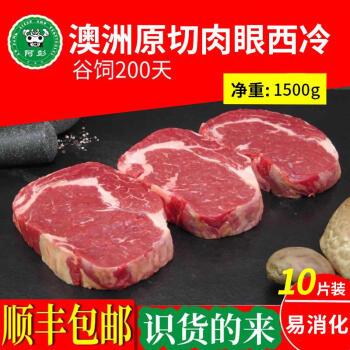 阿彭
澳洲原切肉眼西冷
谷饲200天
净重: 1500g
10片装
顺丰包邮
识货的来
易消化